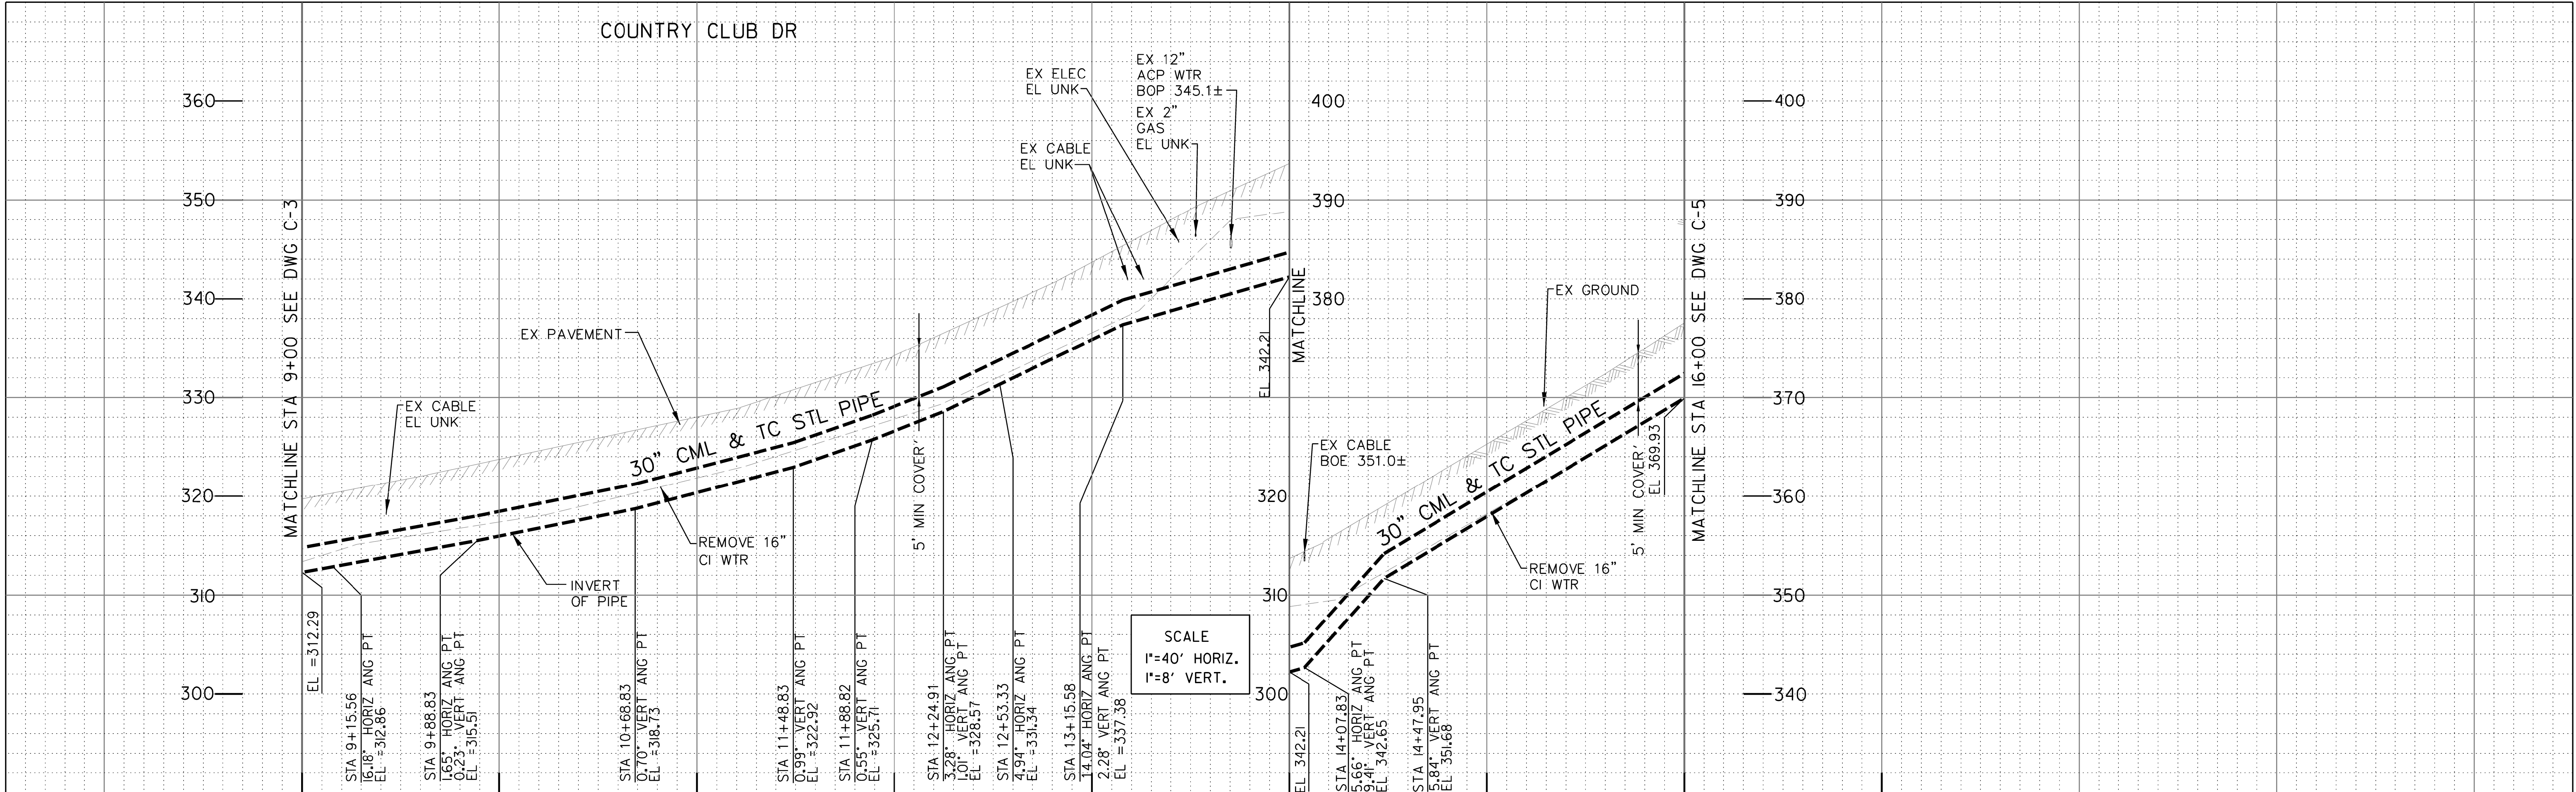 COUNTRY CLUB DR
360
350
340
330
320
310
300
MATCHLINE STA 9+00 SEE DWG C-3
EX CABLE
EL UNK
EX PAVEMENT
30" CML & TC STL PIPE
INVERT
OF PIPE
REMOVE 16"
CI WTR
5' MIN COVER'
EX CABLE
EL UNK
EX ELEC
EL UNK
EX 12"
ACP WTR
BOP 345.1±
EX 2"
GAS
EL UNK
EL =312.29
STA 9+15.56
16.18° HORIZ ANG PT
EL =312.86
STA 9+88.83
1.65° HORIZ ANG PT
0.23° VERT ANG PT
EL =315.51
STA 10+68.83
0.70° VERT ANG PT
EL =318.73
STA 11+48.83
0.99° VERT ANG PT
EL =322.92
STA 11+88.82
0.55° VERT ANG PT
EL =325.71
STA 12+24.91
3.28° HORIZ ANG PT
1.01° VERT ANG PT
EL =328.57
STA 12+53.33
4.94° HORIZ ANG PT
EL =331.34
STA 13+15.58
14.04° HORIZ ANG PT
2.28° VERT ANG PT
EL =337.38
SCALE
1"=40' HORIZ.
1"=8' VERT.
EL 342.21
MATCHLINE
400
390
380
320
310
300
EX CABLE
BOE 351.0±
EX GROUND
30" CML & TC STL PIPE
REMOVE 16"
CI WTR
5' MIN COVER'
EL 369.93
EL 342.21
STA 14+07.83
5.66° HORIZ ANG PT
9.41° VERT ANG PT
EL 342.65
STA 14+47.95
5.84° VERT ANG PT
EL 351.68
MATCHLINE STA 16+00 SEE DWG C-5
400
390
380
370
360
350
340